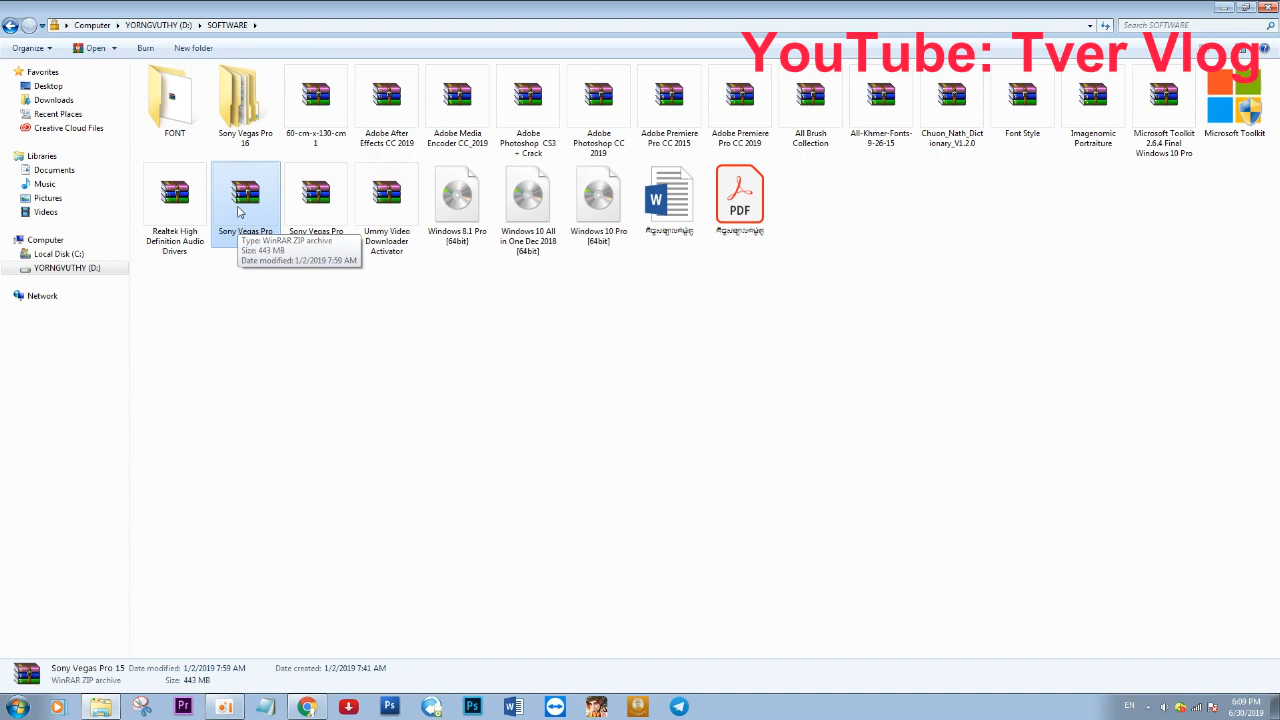 Computer ▸ YORNGVUTHY (D:) ▸ SOFTWARE ▸
Search SOFTWARE
Organize
Open
Burn
New folder
YouTube: Tver Vlog
Favorites
Desktop
Downloads
Recent Places
Creative Cloud Files
Libraries
Documents
Music
Pictures
Videos
Computer
Local Disk (C:)
YORNGVUTHY (D:)
Network
FONT
Sony Vegas Pro
16
60-cm-x-130-cm
1
Adobe After
Effects CC 2019
Adobe Media
Encoder CC_2019
Adobe
Photoshop CS3
+ Crack
Adobe
Photoshop CC
2019
Adobe Premiere
Pro CC 2015
Adobe Premiere
Pro CC 2019
All Brush
Collection
All-Khmer-Fonts-
9-26-15
Chuon_Nath_Dict
ionary_V1.2.0
Font Style
Imagenomic
Portraiture
Microsoft Toolkit
2.6.4 Final
Windows 10 Pro
Microsoft Toolkit
Realtek High
Definition Audio
Drivers
Sony Vegas Pro
Sony Vegas Pro
Ummy Video
Downloader
Activator
Windows 8.1 Pro
[64bit]
Windows 10 All
in One Dec 2018
[64bit]
Windows 10 Pro
[64bit]
W
PDF
Type: WinRAR ZIP archive
Size: 443 MB
Date modified: 1/2/2019 7:59 AM
Sony Vegas Pro 15 Date modified: 1/2/2019 7:59 AM Date created: 1/2/2019 7:41 AM
WinRAR ZIP archive Size: 443 MB
Pr
Ps
Ps
W
EN
6:09 PM
6/30/2019